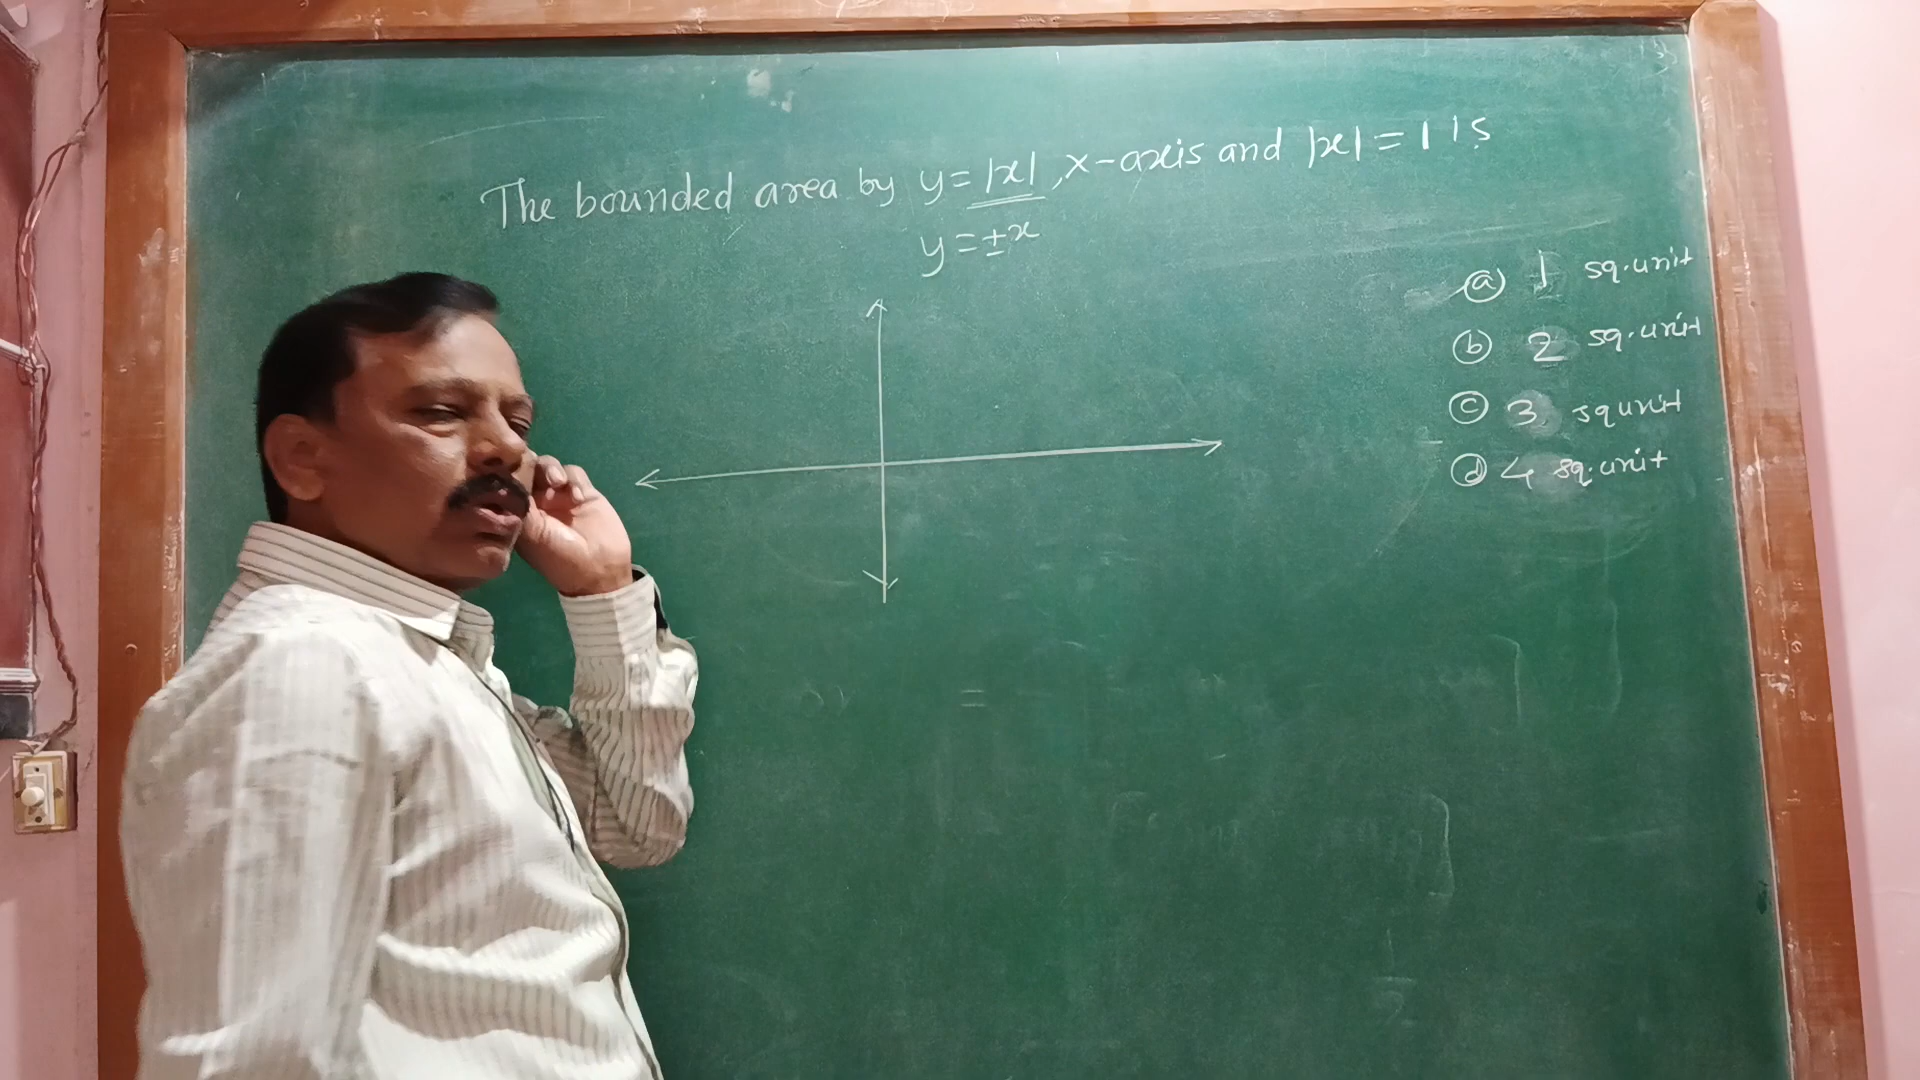 The bounded area by y = |x|, x-axis and |x| = 1 is
y = ±x
(a) 1 sq.unit
(b) 2 sq.unit
(c) 3 sq unit
(d) 4 sq.unit